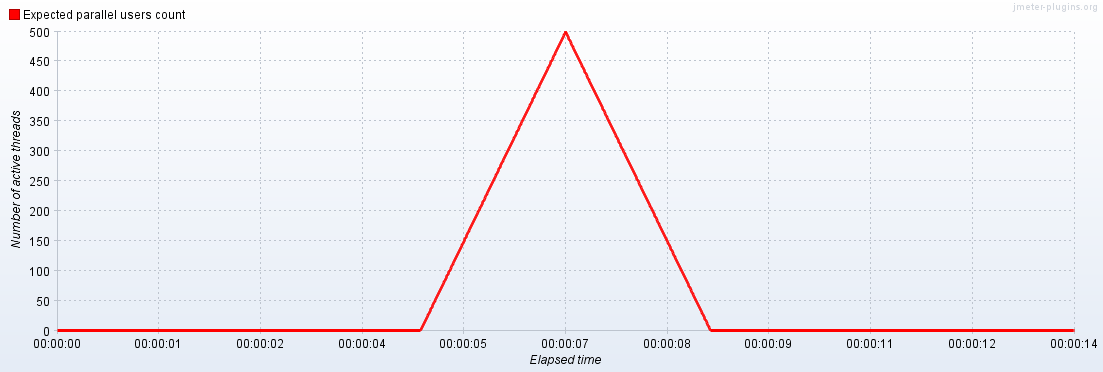 jmeter-plugins.org
Expected parallel users count
500
450
400
350
300
250
200
150
100
50
0
Number of active threads
00:00:00 00:00:01 00:00:02 00:00:04 00:00:05 00:00:07 00:00:08 00:00:09 00:00:11 00:00:12 00:00:14
Elapsed time